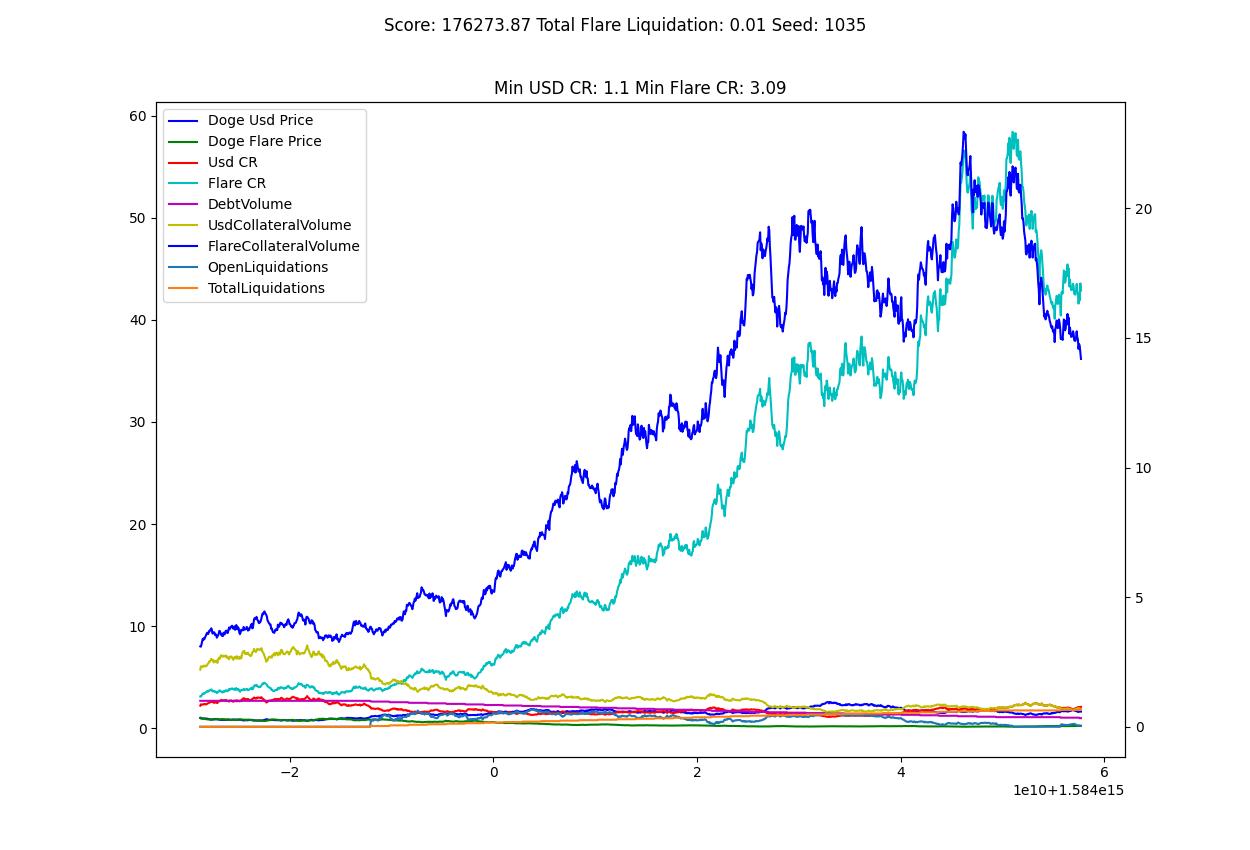 Score: 176273.87 Total Flare Liquidation: 0.01 Seed: 1035
Min USD CR: 1.1 Min Flare CR: 3.09
Doge Usd Price
Doge Flare Price
Usd CR
Flare CR
DebtVolume
UsdCollateralVolume
FlareCollateralVolume
OpenLiquidations
TotalLiquidations
60
50
40
30
20
10
0
20
15
10
5
0
−2 0 2 4 6
1e10+1.584e15